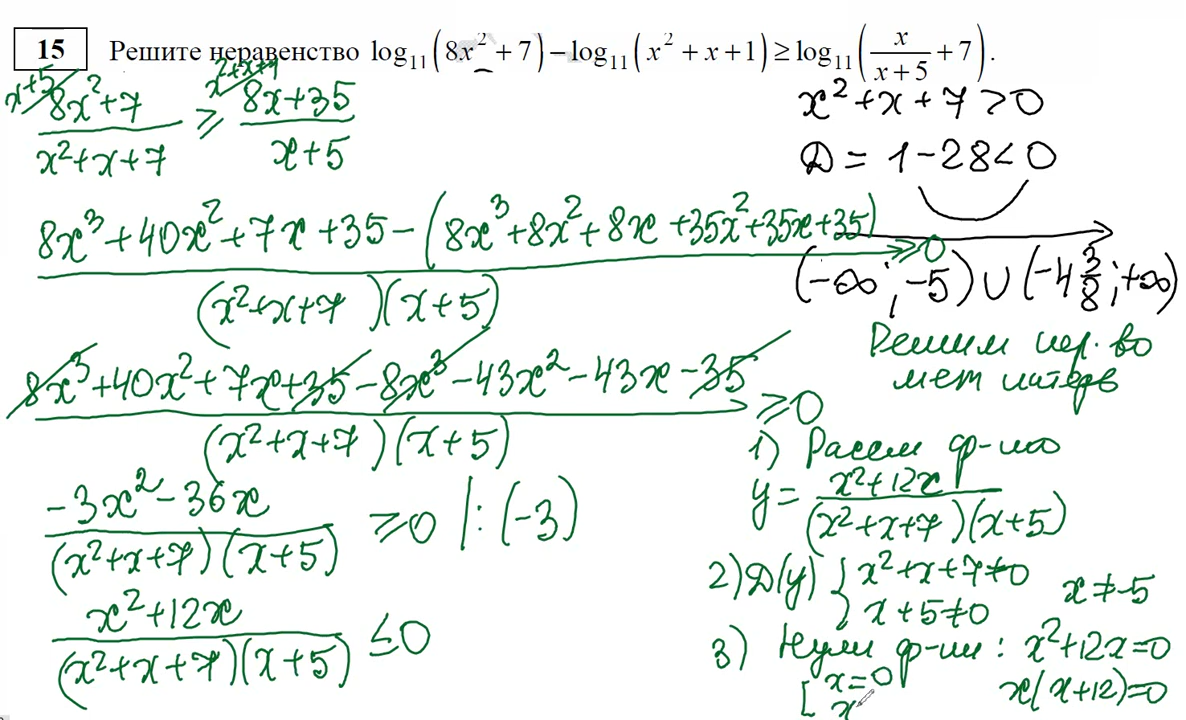 15 Решите неравенство log₁₁(8x² + 7) − log₁₁(x² + x + 1) ≥ log₁₁(x/(x + 5) + 7).
x+5 x²+x+1
(8x²+7)/(x²+x+7) ≥ (8x+35)/(x+5)
x²+x+7>0
D = 1−28<0
(8x³+40x²+7x+35−(8x³+8x²+8x+35x²+35x+35))/((x²+x+7)(x+5)) ≥0
(−∞;−5)∪(−4 3/8;+∞)
Решим нер-во
мет интерв
(8x³+40x²+7x+35−8x³−43x²−43x−35)/((x²+x+7)(x+5)) ≥0
(−3x²−36x)/((x²+x+7)(x+5)) ≥0 |:(−3)
(x²+12x)/((x²+x+7)(x+5)) ≤0
1) Рассм ф-ию
y = (x²+12x)/((x²+x+7)(x+5))
2) D(y) { x²+x+7≠0
x+5≠0 x≠−5
3) Нули ф-ии: x²+12x=0
x(x+12)=0
[ x=0
x